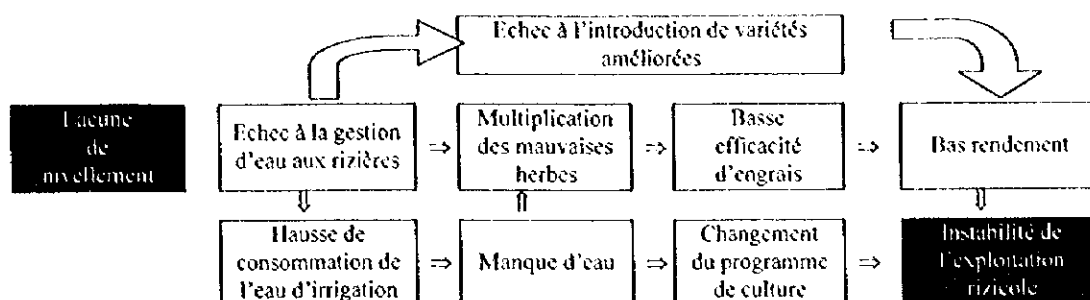 Echec à l'introduction de variétés
améliorées
Lacune
de
nivellement
Echec à la gestion
d'eau aux rizières
⇒
Multiplication
des mauvaises
herbes
⇒
Basse
efficacité
d'engrais
⇒
Bas rendement
⇓
⇑
⇓
Hausse de
consommation de
l'eau d'irrigation
⇒
Manque d'eau
⇒
Changement
du programme
de culture
⇒
Instabilité de
l'exploitation
rizicole